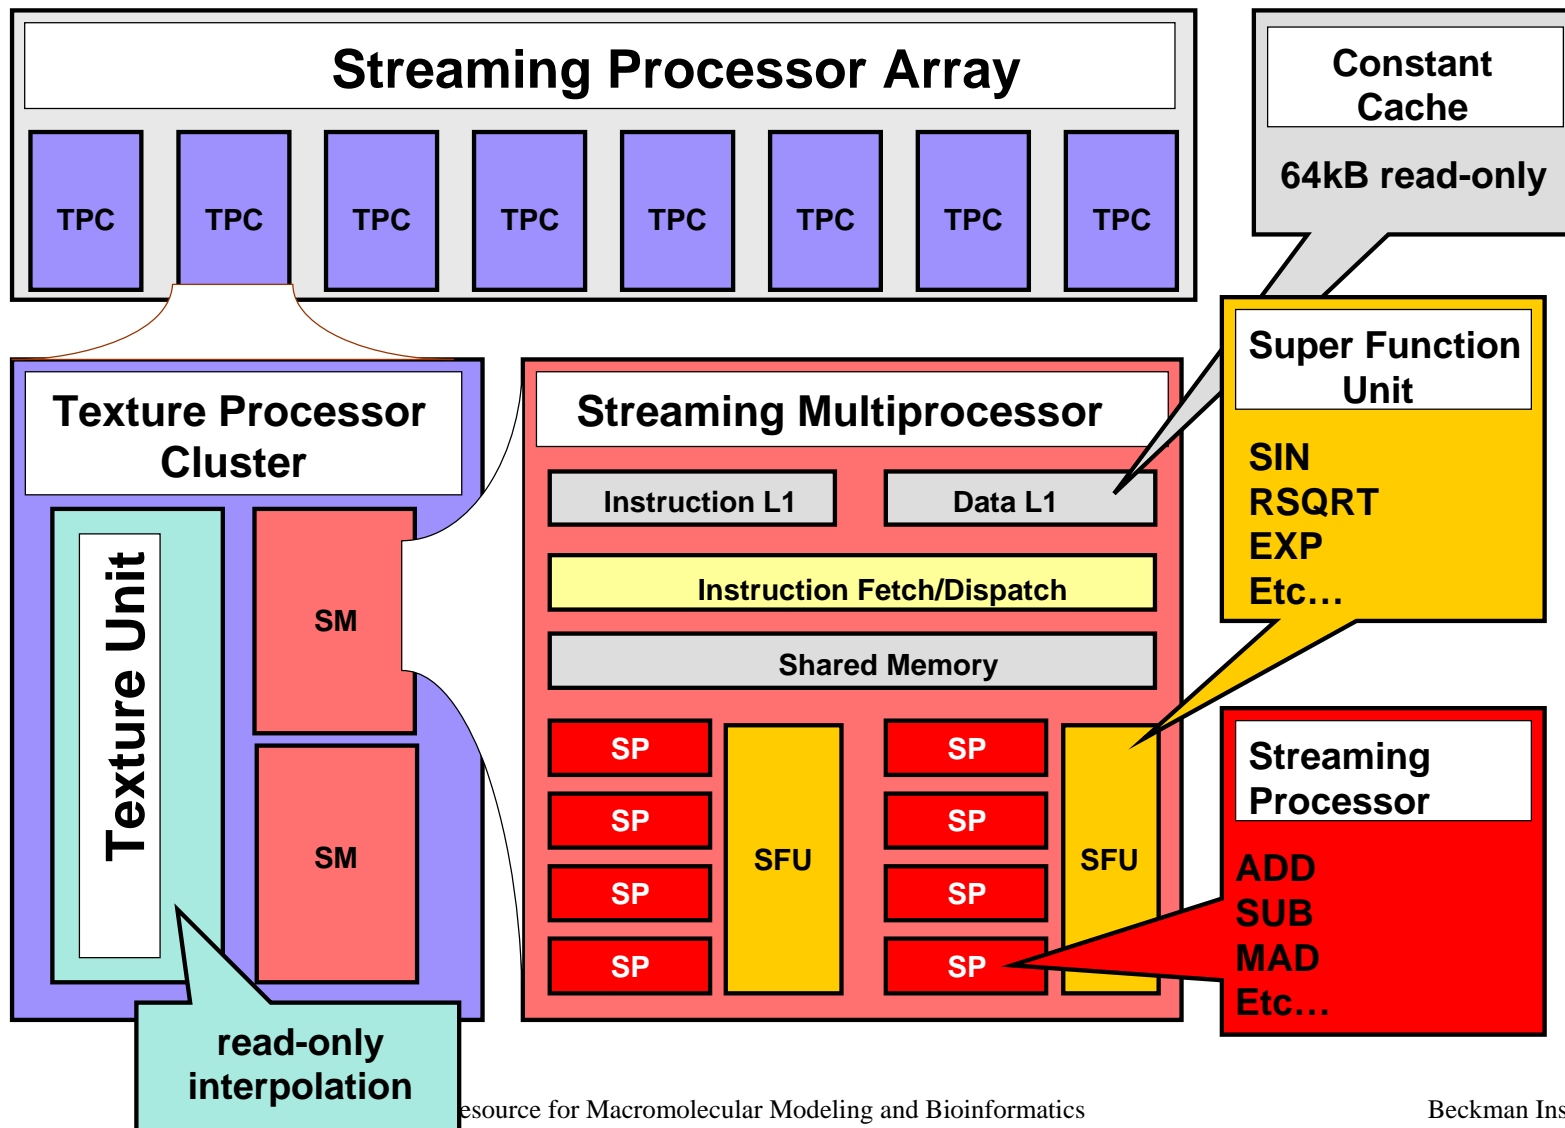 Streaming Processor Array
TPC TPC TPC TPC TPC TPC TPC TPC
Constant
Cache
64kB read-only
Texture Processor
Cluster
Texture Unit
SM
SM
read-only
interpolation
Streaming Multiprocessor
Instruction L1
Data L1
Instruction Fetch/Dispatch
Shared Memory
SP
SP
SP
SP
SFU
SP
SP
SP
SP
SFU
Super Function
Unit
SIN
RSQRT
EXP
Etc…
Streaming
Processor
ADD
SUB
MAD
Etc…
esource for Macromolecular Modeling and Bioinformatics
Beckman Ins